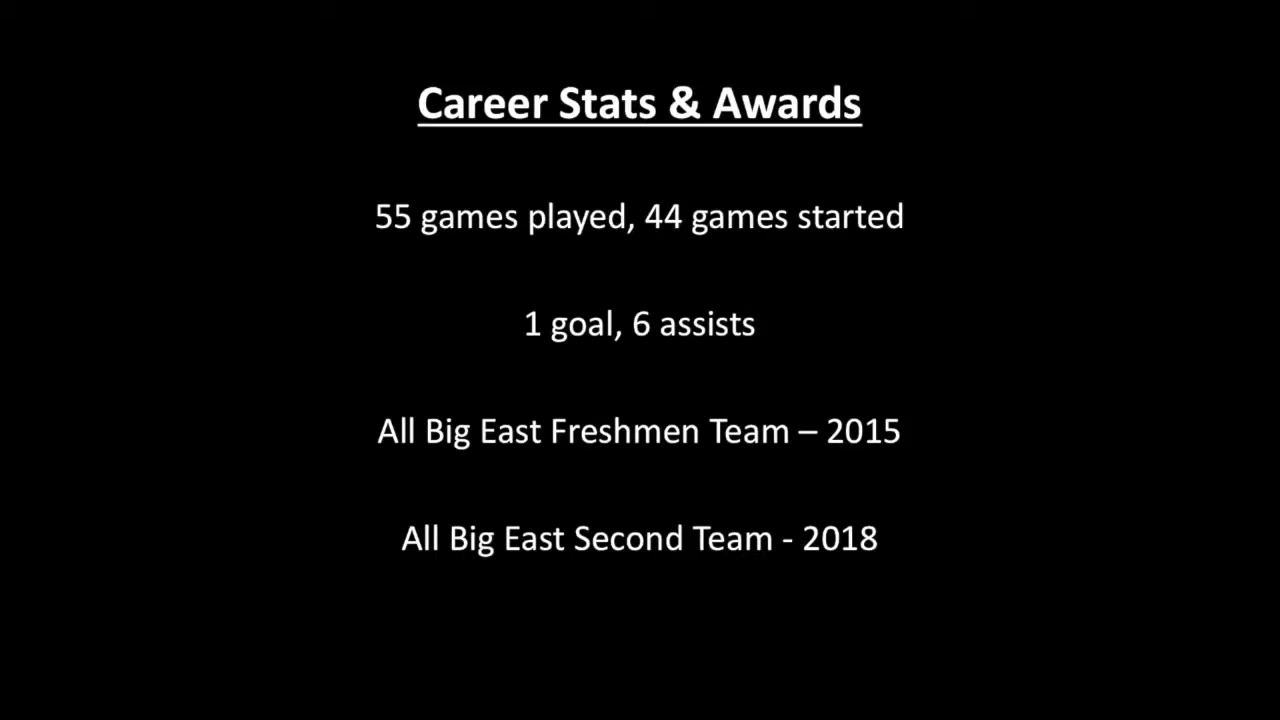 Career Stats & Awards
55 games played, 44 games started
1 goal, 6 assists
All Big East Freshmen Team – 2015
All Big East Second Team - 2018